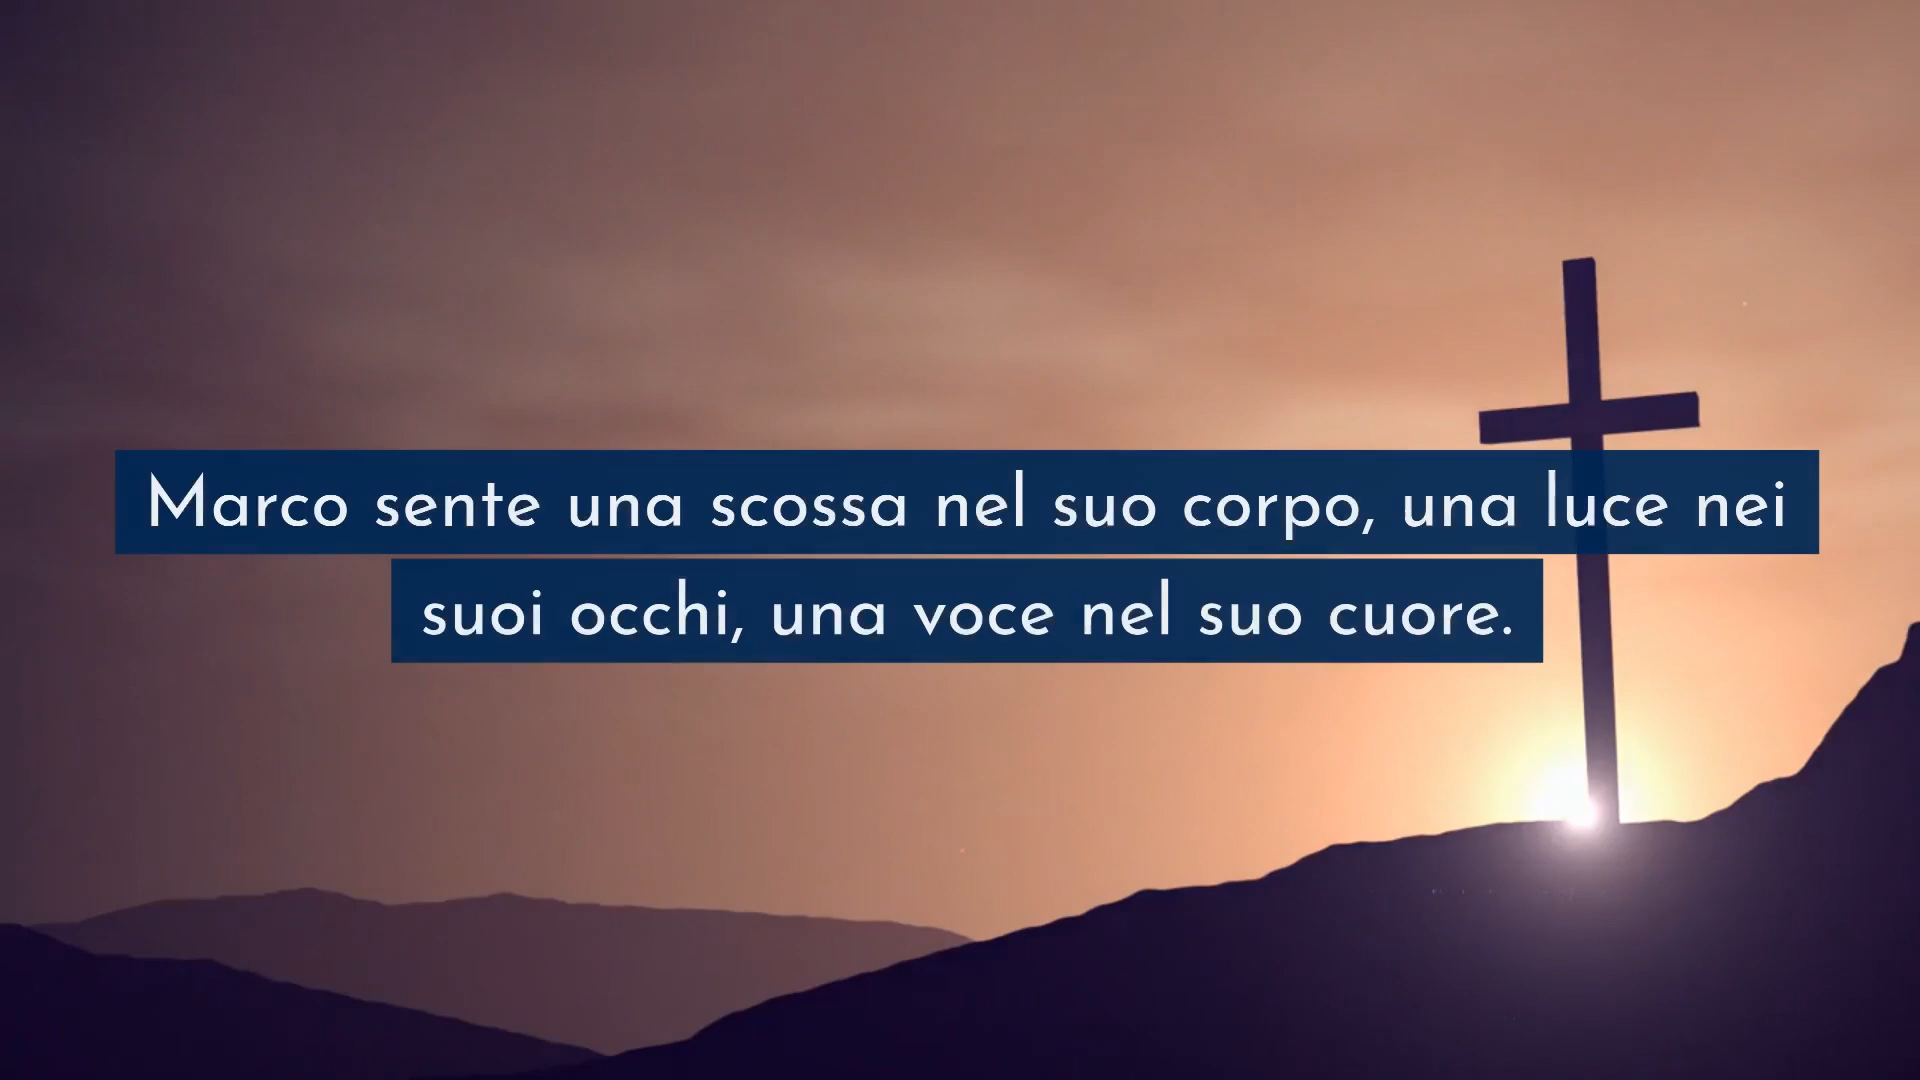 Marco sente una scossa nel suo corpo, una luce nei
suoi occhi, una voce nel suo cuore.